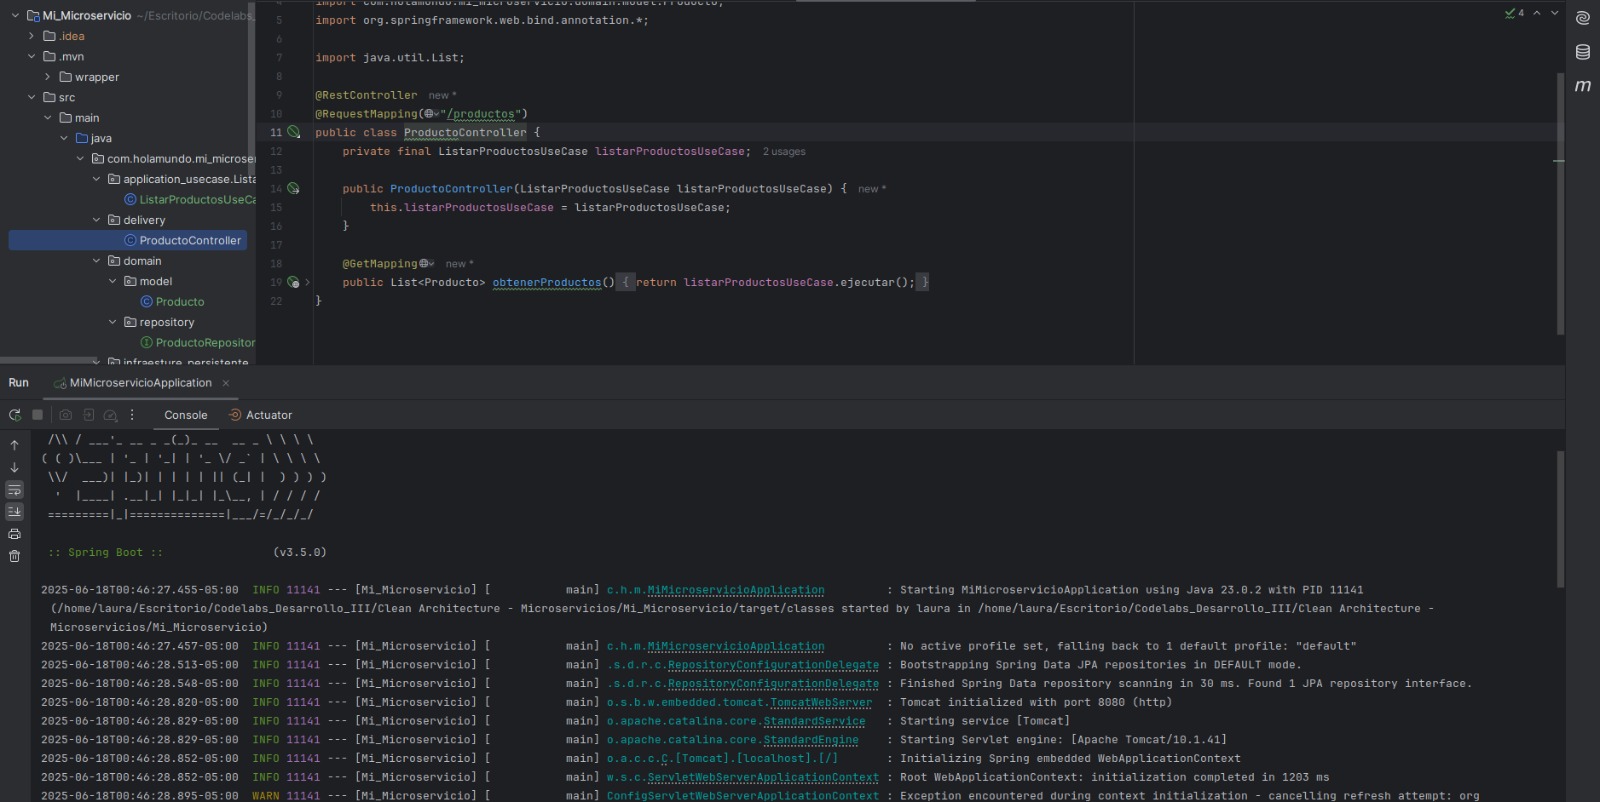 Mi_Microservicio ~/Escritorio/Codelabs_
.idea
.mvn
wrapper
src
main
java
com.holamundo.mi_microser
application_usecase.Lista
ListarProductosUseCa
delivery
ProductoController
domain
model
Producto
repository
ProductoRepositor
infraesture_persistente
4 import com.holamundo.mi_microservicio.domain.model.Producto;
5 import org.springframework.web.bind.annotation.*;
6
7 import java.util.List;
8
9 @RestController new *
10 @RequestMapping("/productos")
11 public class ProductoController {
12 private final ListarProductosUseCase listarProductosUseCase; 2 usages
13
14 public ProductoController(ListarProductosUseCase listarProductosUseCase) { new *
15 this.listarProductosUseCase = listarProductosUseCase;
16 }
17
18 @GetMapping new *
19 public List<Producto> obtenerProductos() { return listarProductosUseCase.ejecutar(); }
22 }
4
m
Run MiMicroservicioApplication ×
Console Actuator
/\\ / ___'_ __ _ _(_)_ __  __ _ \ \ \ \
( ( )\___ | '_ | '_| | '_ \/ _` | \ \ \ \
\\/  ___)| |_)| | | | | || (_| |  ) ) ) )
'  |____| .__|_| |_|_| |_\__, | / / / /
=========|_|==============|___/=/_/_/_/
:: Spring Boot :: (v3.5.0)
2025-06-18T00:46:27.455-05:00 INFO 11141 --- [Mi_Microservicio] [ main] c.h.m.MiMicroservicioApplication : Starting MiMicroservicioApplication using Java 23.0.2 with PID 11141
(/home/laura/Escritorio/Codelabs_Desarrollo_III/Clean Architecture - Microservicios/Mi_Microservicio/target/classes started by laura in /home/laura/Escritorio/Codelabs_Desarrollo_III/Clean Architecture -
Microservicios/Mi_Microservicio)
2025-06-18T00:46:27.457-05:00 INFO 11141 --- [Mi_Microservicio] [ main] c.h.m.MiMicroservicioApplication : No active profile set, falling back to 1 default profile: "default"
2025-06-18T00:46:28.513-05:00 INFO 11141 --- [Mi_Microservicio] [ main] .s.d.r.c.RepositoryConfigurationDelegate : Bootstrapping Spring Data JPA repositories in DEFAULT mode.
2025-06-18T00:46:28.548-05:00 INFO 11141 --- [Mi_Microservicio] [ main] .s.d.r.c.RepositoryConfigurationDelegate : Finished Spring Data repository scanning in 30 ms. Found 1 JPA repository interface.
2025-06-18T00:46:28.820-05:00 INFO 11141 --- [Mi_Microservicio] [ main] o.s.b.w.embedded.tomcat.TomcatWebServer : Tomcat initialized with port 8080 (http)
2025-06-18T00:46:28.829-05:00 INFO 11141 --- [Mi_Microservicio] [ main] o.apache.catalina.core.StandardService : Starting service [Tomcat]
2025-06-18T00:46:28.829-05:00 INFO 11141 --- [Mi_Microservicio] [ main] o.apache.catalina.core.StandardEngine : Starting Servlet engine: [Apache Tomcat/10.1.41]
2025-06-18T00:46:28.852-05:00 INFO 11141 --- [Mi_Microservicio] [ main] o.a.c.c.C.[Tomcat].[localhost].[/] : Initializing Spring embedded WebApplicationContext
2025-06-18T00:46:28.852-05:00 INFO 11141 --- [Mi_Microservicio] [ main] w.s.c.ServletWebServerApplicationContext : Root WebApplicationContext: initialization completed in 1203 ms
2025-06-18T00:46:28.895-05:00 WARN 11141 --- [Mi_Microservicio] [ main] ConfigServletWebServerApplicationContext : Exception encountered during context initialization - cancelling refresh attempt: org